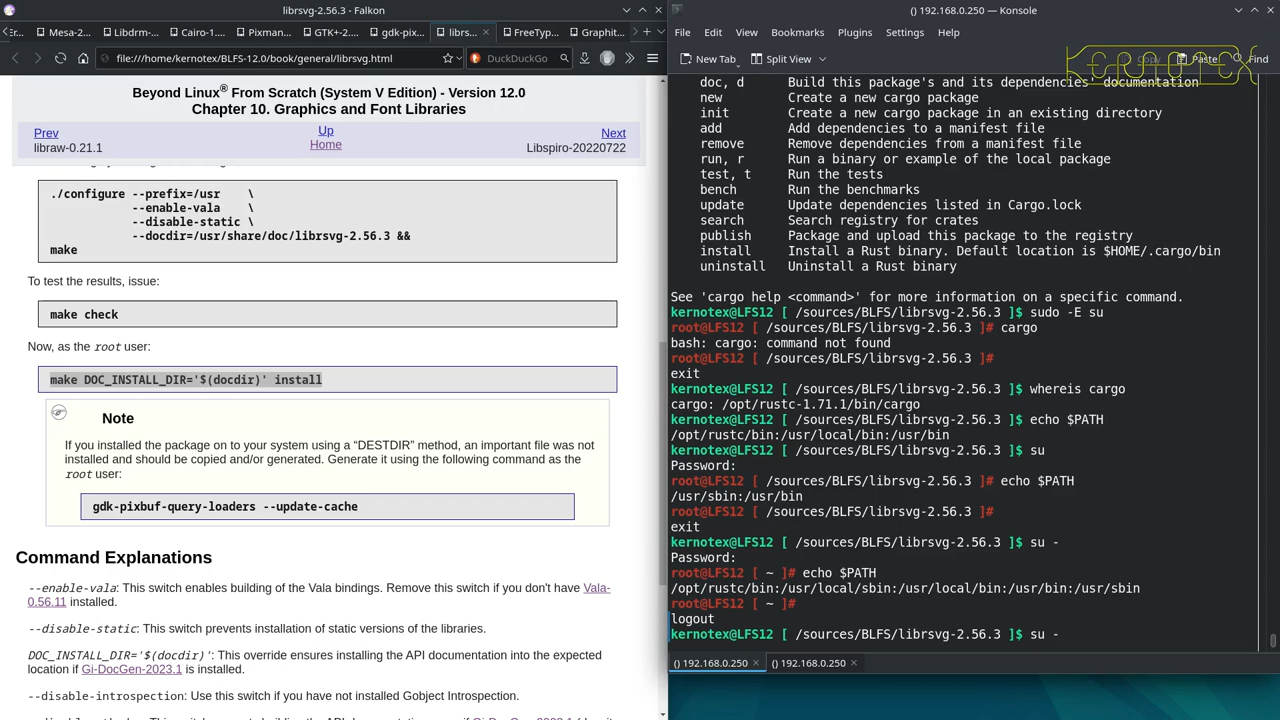 librsvg-2.56.3 – Falkon
Mesa-2...
Libdrm-...
Cairo-1....
Pixman...
GTK+-2....
gdk-pix...
librs...
FreeTyp...
Graphit...
file:///home/kernotex/BLFS-12.0/book/general/librsvg.html
DuckDuckGo
Beyond Linux® From Scratch (System V Edition) - Version 12.0
Chapter 10. Graphics and Font Libraries
Prev
Up
Next
libraw-0.21.1
Home
Libspiro-20220722
./configure --prefix=/usr    \
--enable-vala    \
--disable-static \
--docdir=/usr/share/doc/librsvg-2.56.3 &&
make
To test the results, issue:
make check
Now, as the root user:
make DOC_INSTALL_DIR='$(docdir)' install
Note
If you installed the package on to your system using a “DESTDIR” method, an important file was not
installed and should be copied and/or generated. Generate it using the following command as the
root user:
gdk-pixbuf-query-loaders --update-cache
Command Explanations
--enable-vala: This switch enables building of the Vala bindings. Remove this switch if you don't have Vala-
0.56.11 installed.
--disable-static: This switch prevents installation of static versions of the libraries.
DOC_INSTALL_DIR='$(docdir)': This override ensures installing the API documentation into the expected
location if Gi-DocGen-2023.1 is installed.
--disable-introspection: Use this switch if you have not installed Gobject Introspection.
() 192.168.0.250 — Konsole
File Edit View Bookmarks Plugins Settings Help
New Tab Split View Copy Paste Find
KernoteX
doc, d      Build this package's and its dependencies' documentation
new         Create a new cargo package
init        Create a new cargo package in an existing directory
add         Add dependencies to a manifest file
remove      Remove dependencies from a manifest file
run, r      Run a binary or example of the local package
test, t     Run the tests
bench       Run the benchmarks
update      Update dependencies listed in Cargo.lock
search      Search registry for crates
publish     Package and upload this package to the registry
install     Install a Rust binary. Default location is $HOME/.cargo/bin
uninstall   Uninstall a Rust binary
See 'cargo help <command>' for more information on a specific command.
kernotex@LFS12 [ /sources/BLFS/librsvg-2.56.3 ]$ sudo -E su
root@LFS12 [ /sources/BLFS/librsvg-2.56.3 ]# cargo
bash: cargo: command not found
root@LFS12 [ /sources/BLFS/librsvg-2.56.3 ]#
exit
kernotex@LFS12 [ /sources/BLFS/librsvg-2.56.3 ]$ whereis cargo
cargo: /opt/rustc-1.71.1/bin/cargo
kernotex@LFS12 [ /sources/BLFS/librsvg-2.56.3 ]$ echo $PATH
/opt/rustc/bin:/usr/local/bin:/usr/bin
kernotex@LFS12 [ /sources/BLFS/librsvg-2.56.3 ]$ su
Password:
root@LFS12 [ /sources/BLFS/librsvg-2.56.3 ]# echo $PATH
/usr/sbin:/usr/bin
root@LFS12 [ /sources/BLFS/librsvg-2.56.3 ]#
exit
kernotex@LFS12 [ /sources/BLFS/librsvg-2.56.3 ]$ su -
Password:
root@LFS12 [ ~ ]# echo $PATH
/opt/rustc/bin:/usr/local/sbin:/usr/local/bin:/usr/bin:/usr/sbin
root@LFS12 [ ~ ]#
logout
kernotex@LFS12 [ /sources/BLFS/librsvg-2.56.3 ]$ su -
() 192.168.0.250
() 192.168.0.250